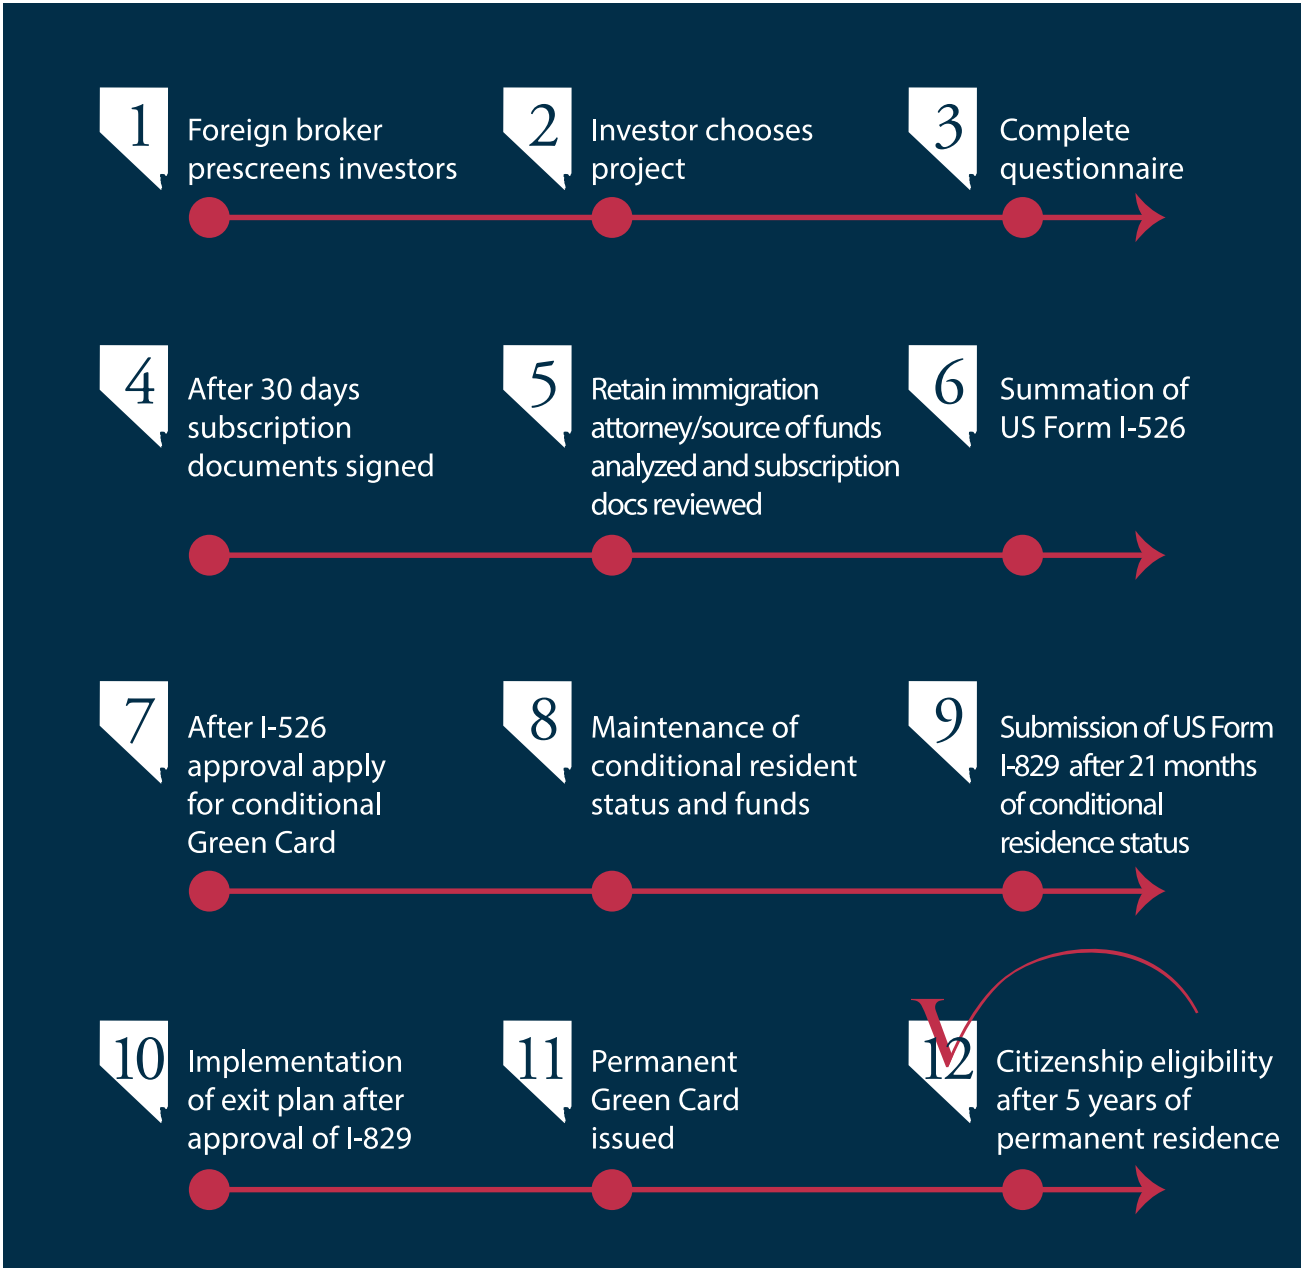 1
Foreign broker
prescreens investors
2
Investor chooses
project
3
Complete
questionnaire
4
After 30 days
subscription
documents signed
5
Retain immigration
attorney/source of funds
analyzed and subscription
docs reviewed
6
Summation of
US Form I-526
7
After I-526
approval apply
for conditional
Green Card
8
Maintenance of
conditional resident
status and funds
9
Submission of US Form
I-829 after 21 months
of conditional
residence status
10
Implementation
of exit plan after
approval of I-829
11
Permanent
Green Card
issued
12
Citizenship eligibility
after 5 years of
permanent residence